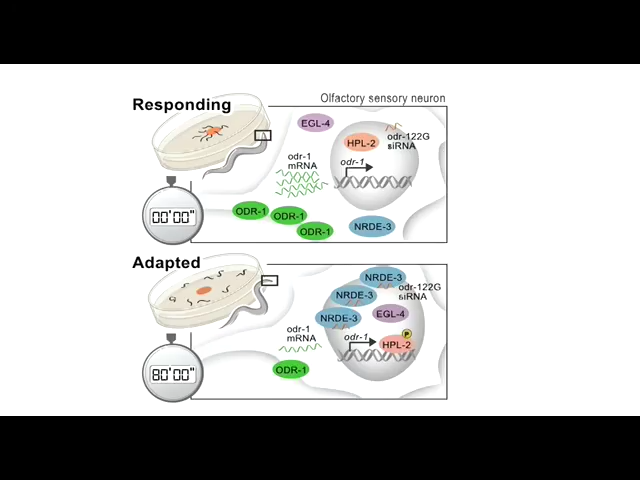 Responding
Olfactory sensory neuron
EGL-4
HPL-2
odr-122G
siRNA
odr-1
mRNA
odr-1
00'00"
ODR-1
ODR-1
ODR-1
NRDE-3
Adapted
NRDE-3
NRDE-3
NRDE-3
odr-122G
siRNA
EGL-4
P
odr-1
mRNA
odr-1
HPL-2
80'00"
ODR-1